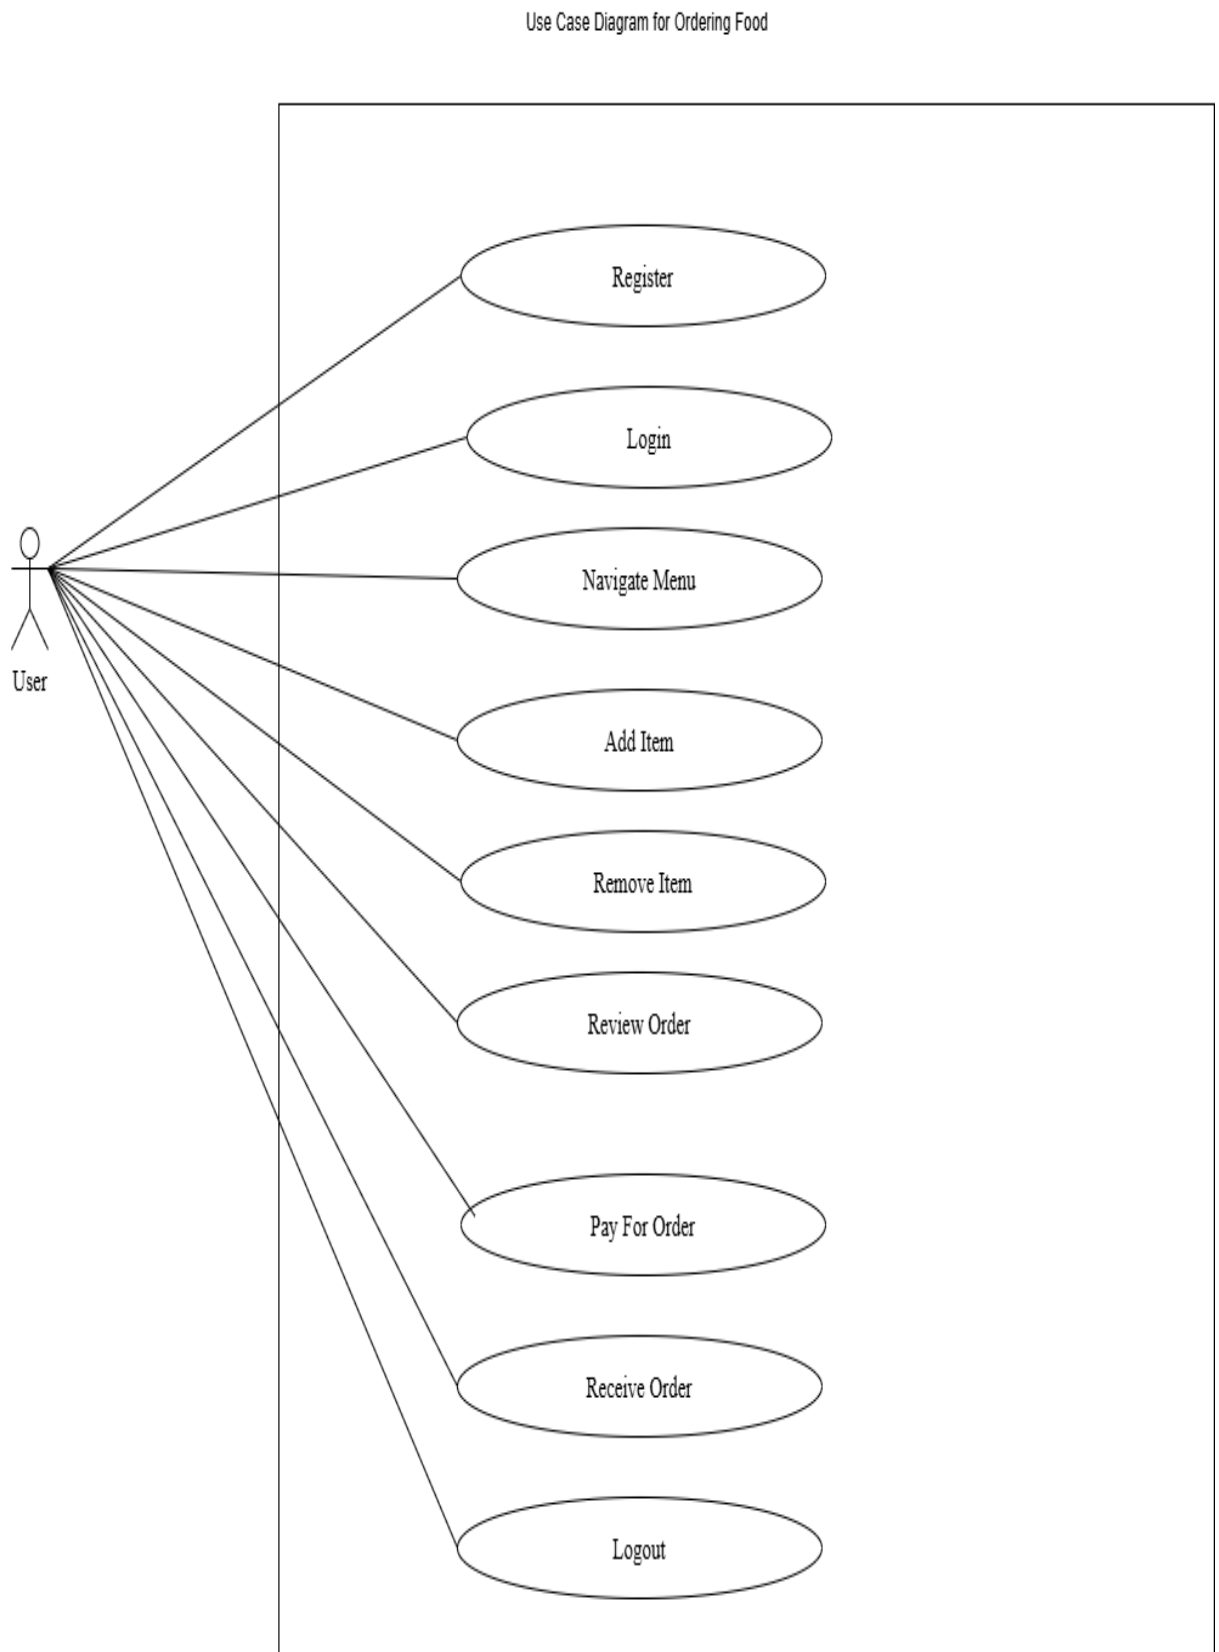 Use Case Diagram for Ordering Food
Register
Login
Navigate Menu
User
Add Item
Remove Item
Review Order
Pay For Order
Receive Order
Logout